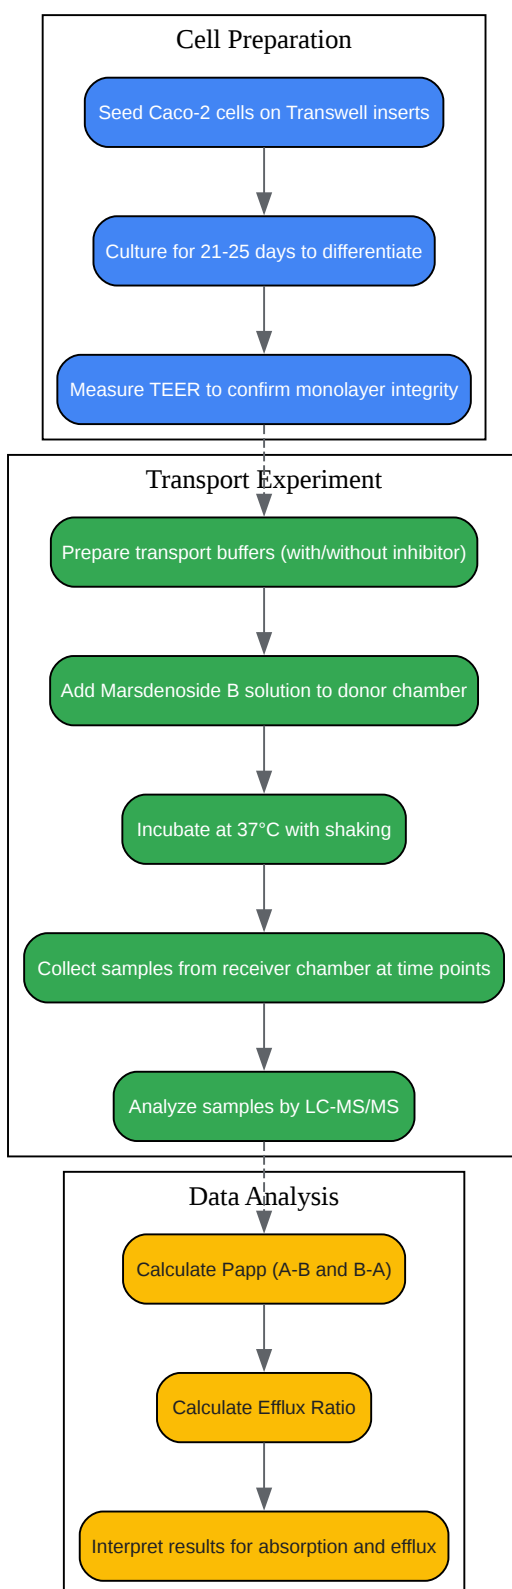 Cell Preparation
Seed Caco-2 cells on Transwell inserts
Culture for 21-25 days to differentiate
Measure TEER to confirm monolayer integrity
Transport Experiment
Prepare transport buffers (with/without inhibitor)
Add Marsdenoside B solution to donor chamber
Incubate at 37°C with shaking
Collect samples from receiver chamber at time points
Analyze samples by LC-MS/MS
Data Analysis
Calculate Papp (A-B and B-A)
Calculate Efflux Ratio
Interpret results for absorption and efflux